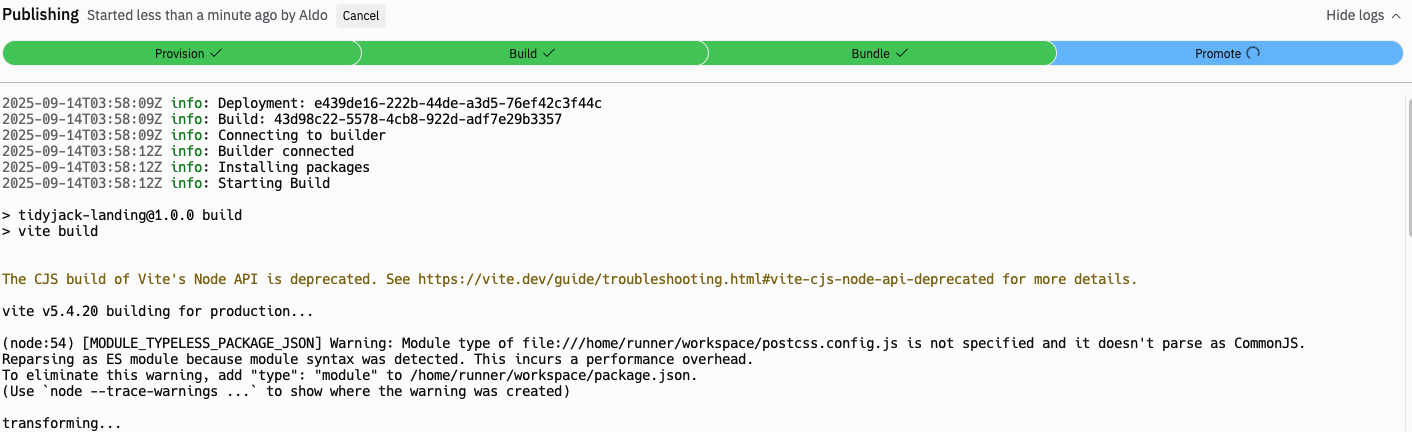 Publishing Started less than a minute ago by Aldo Cancel Hide logs
Provision Build Bundle Promote
2025-09-14T03:58:09Z info: Deployment: e439de16-222b-44de-a3d5-76ef42c3f44c
2025-09-14T03:58:09Z info: Build: 43d98c22-5578-4cb8-922d-adf7e29b3357
2025-09-14T03:58:09Z info: Connecting to builder
2025-09-14T03:58:12Z info: Builder connected
2025-09-14T03:58:12Z info: Installing packages
2025-09-14T03:58:12Z info: Starting Build
> tidyjack-landing@1.0.0 build
> vite build
The CJS build of Vite's Node API is deprecated. See https://vite.dev/guide/troubleshooting.html#vite-cjs-node-api-deprecated for more details.
vite v5.4.20 building for production...
(node:54) [MODULE_TYPELESS_PACKAGE_JSON] Warning: Module type of file:///home/runner/workspace/postcss.config.js is not specified and it doesn't parse as CommonJS.
Reparsing as ES module because module syntax was detected. This incurs a performance overhead.
To eliminate this warning, add "type": "module" to /home/runner/workspace/package.json.
(Use `node --trace-warnings ...` to show where the warning was created)
transforming...